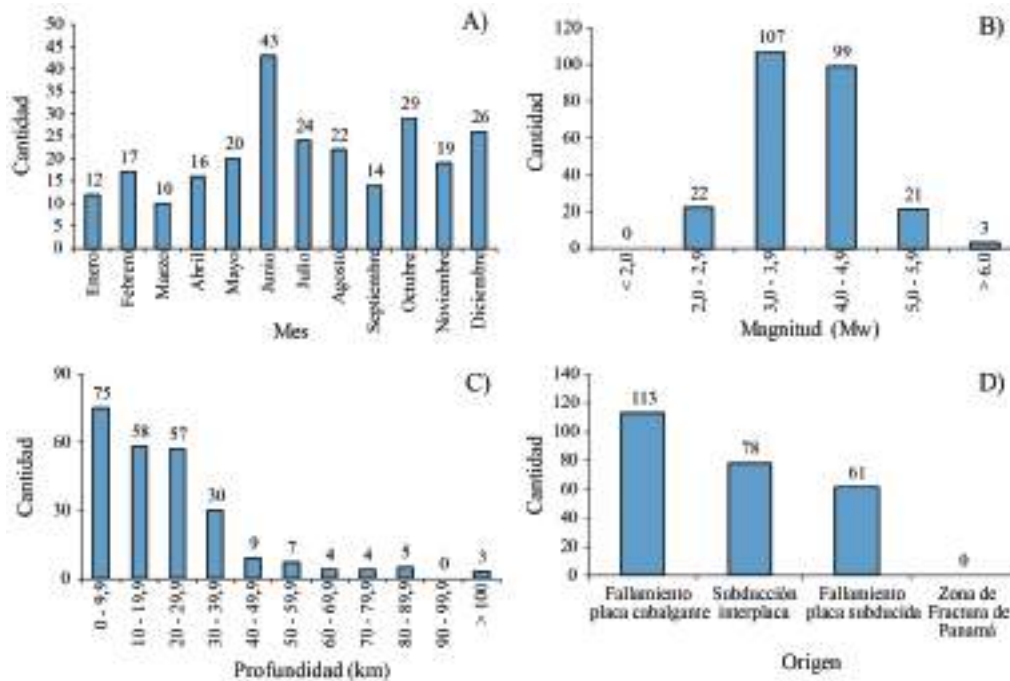 A)
Cantidad
50
45
40
35
30
25
20
15
10
5
0
12
17
10
16
20
43
24
22
14
29
19
26
Enero
Febrero
Marzo
Abril
Mayo
Junio
Julio
Agosto
Septiembre
Octubre
Noviembre
Diciembre
Mes
B)
Cantidad
120
100
80
60
40
20
0
0
22
107
99
21
3
< 2,0
2,0 - 2,9
3,0 - 3,9
4,0 - 4,9
5,0 - 5,9
> 6.0
Magnitud (Mw)
C)
Cantidad
90
60
30
0
75
58
57
30
9
7
4
4
5
0
3
0 - 9,9
10 - 19,9
20 - 29,9
30 - 39,9
40 - 49,9
50 - 59,9
60 - 69,9
70 - 79,9
80 - 89,9
90 - 99,9
> 100
Profundidad (km)
D)
Cantidad
140
120
100
80
60
40
20
0
113
78
61
0
Fallamiento
placa cabalgante
Subducción
interplaca
Fallamiento
placa subducida
Zona de
Fractura de
Panamá
Origen